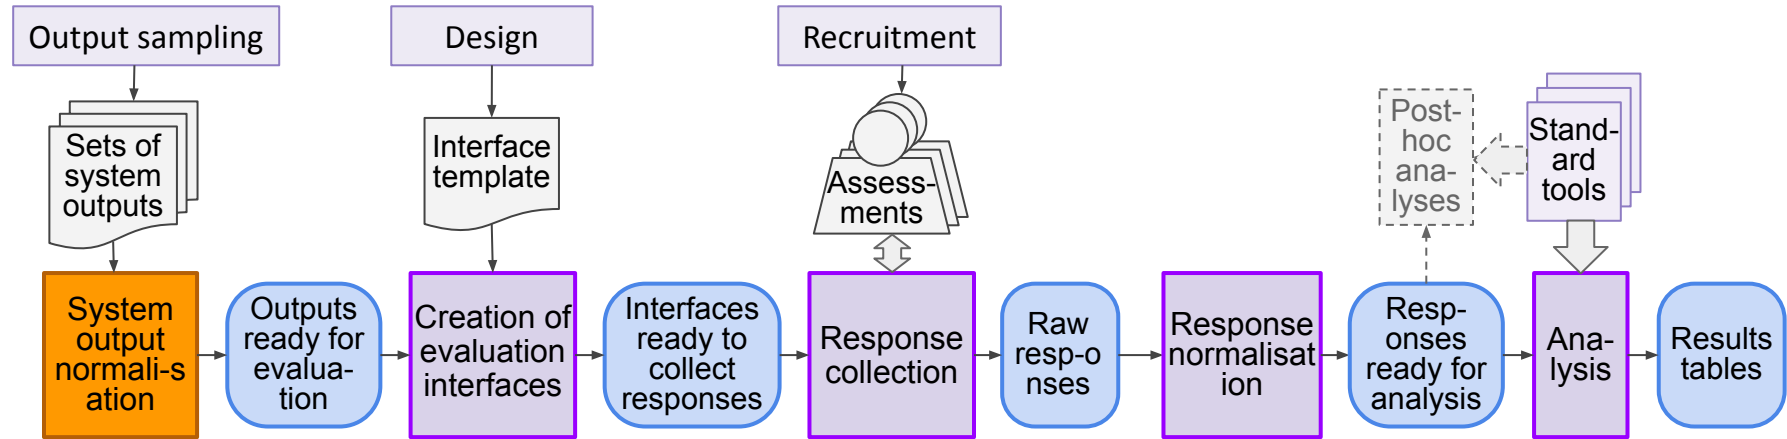 Output sampling
Design
Recruitment
Sets of
system
outputs
Interface
template
Assess-
ments
Post-
hoc
ana-
lyses
Stand-
ard
tools
System
output
normali-s
ation
Outputs
ready for
evalua-
tion
Creation of
evaluation
interfaces
Interfaces
ready to
collect
responses
Response
collection
Raw
resp-o
nses
Response
normalisat
ion
Resp-
onses
ready for
analysis
Ana-
lysis
Results
tables